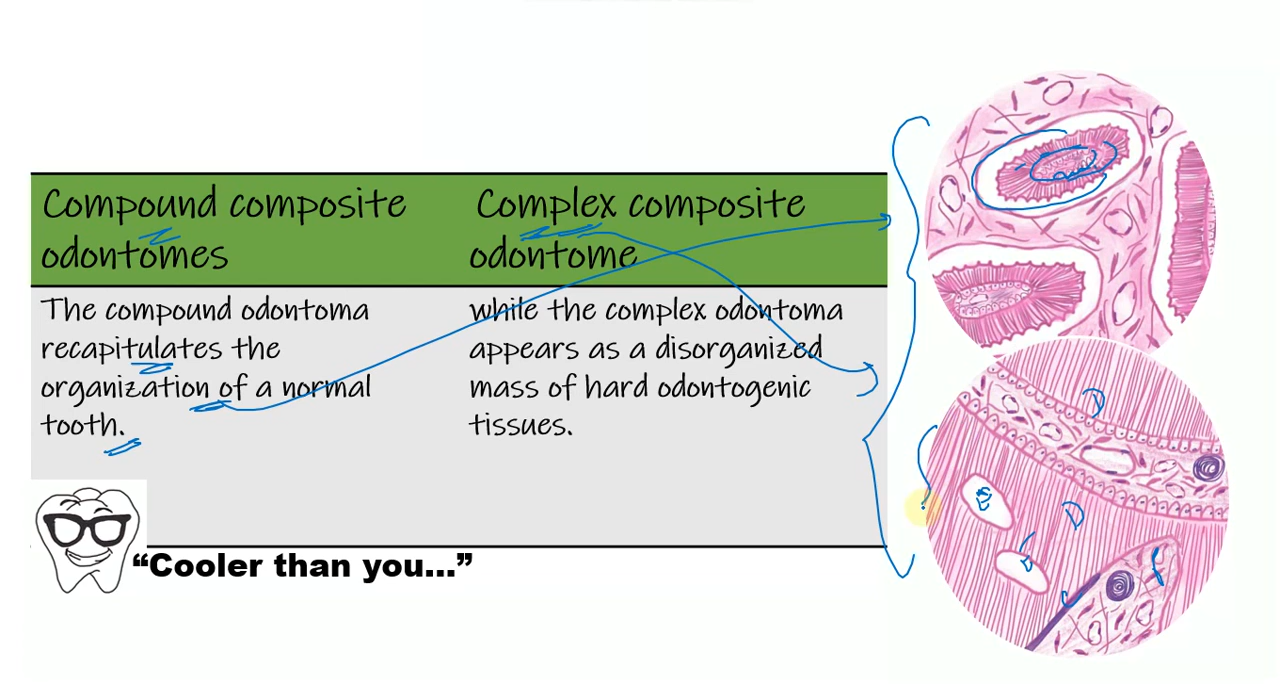 Compound composite
odontomes
Complex composite
odontome
The compound odontoma
recapitulates the
organization of a normal
tooth.
while the complex odontoma
appears as a disorganized
mass of hard odontogenic
tissues.
“Cooler than you...”
D
E
D